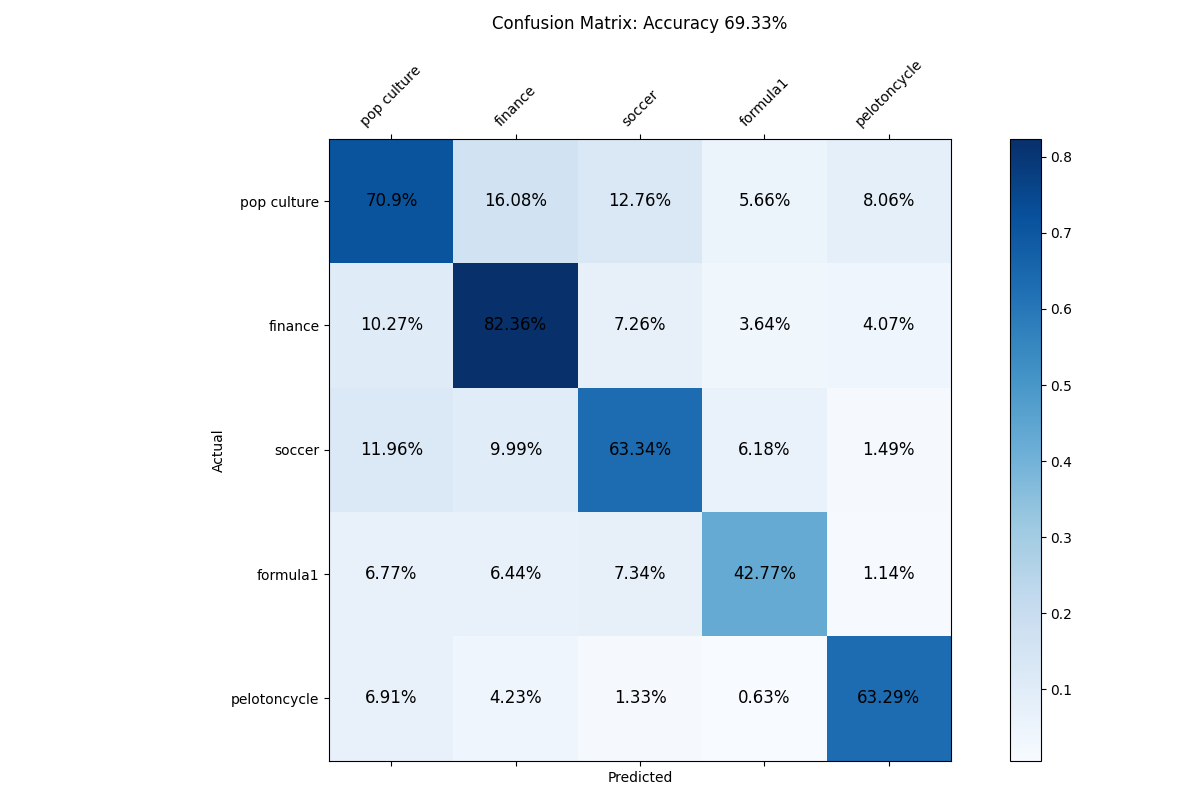 Confusion Matrix: Accuracy 69.33%
pop culture finance soccer formula1 pelotoncycle
pop culture 70.9% 16.08% 12.76% 5.66% 8.06%
finance 10.27% 82.36% 7.26% 3.64% 4.07%
soccer 11.96% 9.99% 63.34% 6.18% 1.49%
formula1 6.77% 6.44% 7.34% 42.77% 1.14%
pelotoncycle 6.91% 4.23% 1.33% 0.63% 63.29%
Actual
Predicted
0.8
0.7
0.6
0.5
0.4
0.3
0.2
0.1